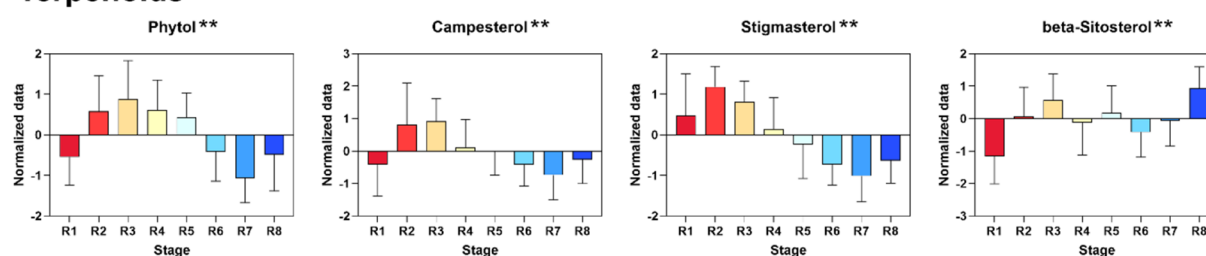 Phytol ** Campesterol ** Stigmasterol ** beta-Sitosterol **
Normalized data
2
1
0
-1
-2
R1 R2 R3 R4 R5 R6 R7 R8
Stage
Normalized data
3
2
1
0
-1
-2
R1 R2 R3 R4 R5 R6 R7 R8
Stage
Normalized data
2
1
0
-1
-2
R1 R2 R3 R4 R5 R6 R7 R8
Stage
Normalized data
2
1
0
-1
-2
-3
R1 R2 R3 R4 R5 R6 R7 R8
Stage